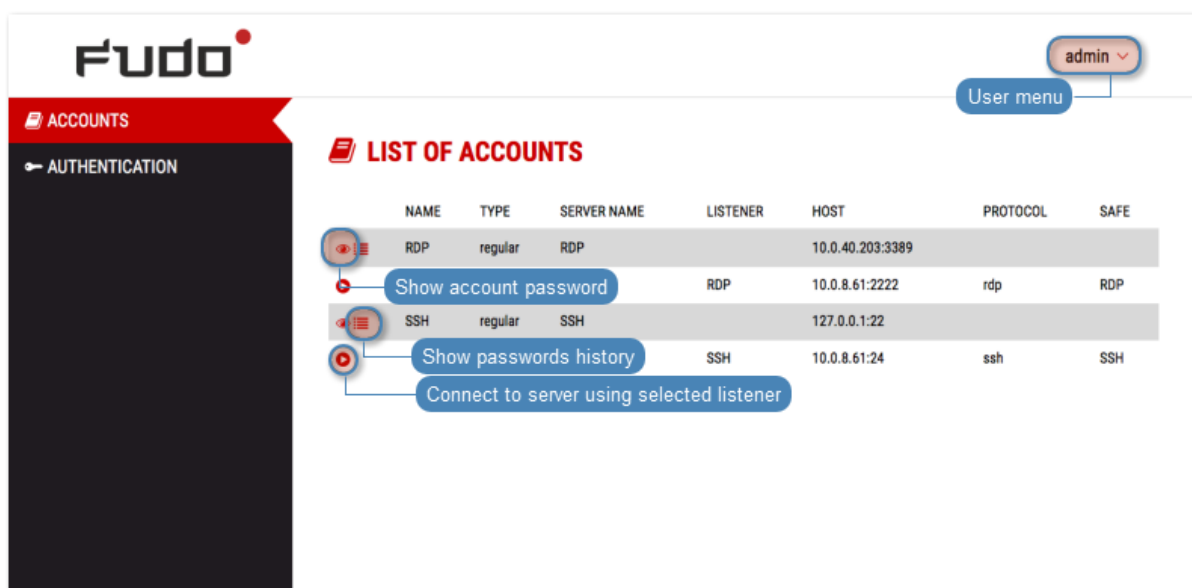 Fudo
admin
User menu
ACCOUNTS
AUTHENTICATION
LIST OF ACCOUNTS
NAME TYPE SERVER NAME LISTENER HOST PROTOCOL SAFE
RDP regular RDP 10.0.40.203:3389
Show account password RDP 10.0.8.61:2222 rdp RDP
SSH regular SSH 127.0.0.1:22
Show passwords history SSH 10.0.8.61:24 ssh SSH
Connect to server using selected listener